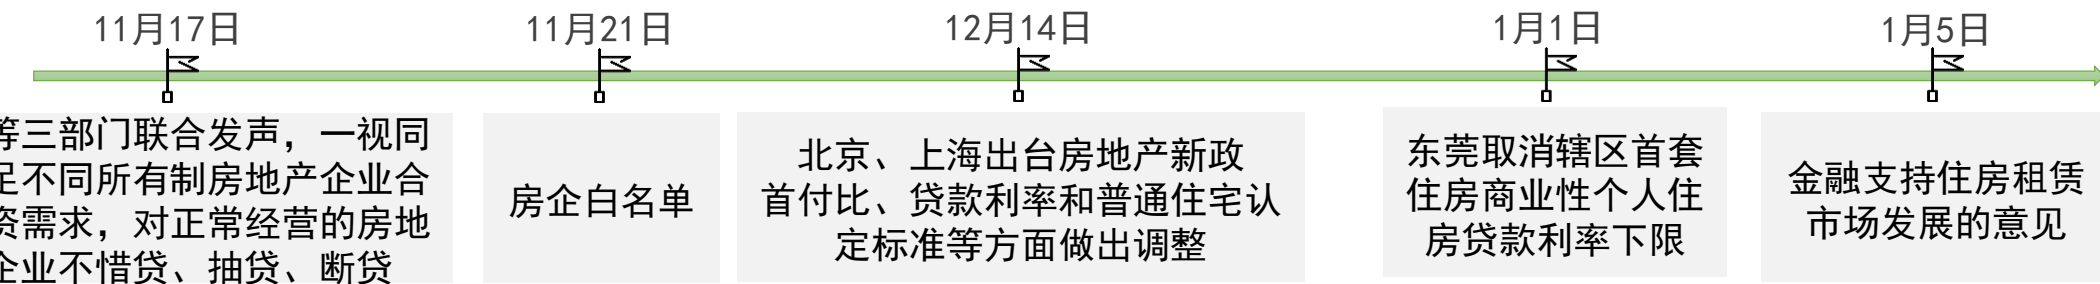 11月17日
11月21日
12月14日
1月1日
1月5日
等三部门联合发声，一视同
足不同所有制房地产企业合
资需求，对正常经营的房地
企业不惜贷、抽贷、断贷
房企白名单
北京、上海出台房地产新政
首付比、贷款利率和普通住宅认
定标准等方面做出调整
东莞取消辖区首套
住房商业性个人住
房贷款利率下限
金融支持住房租赁
市场发展的意见